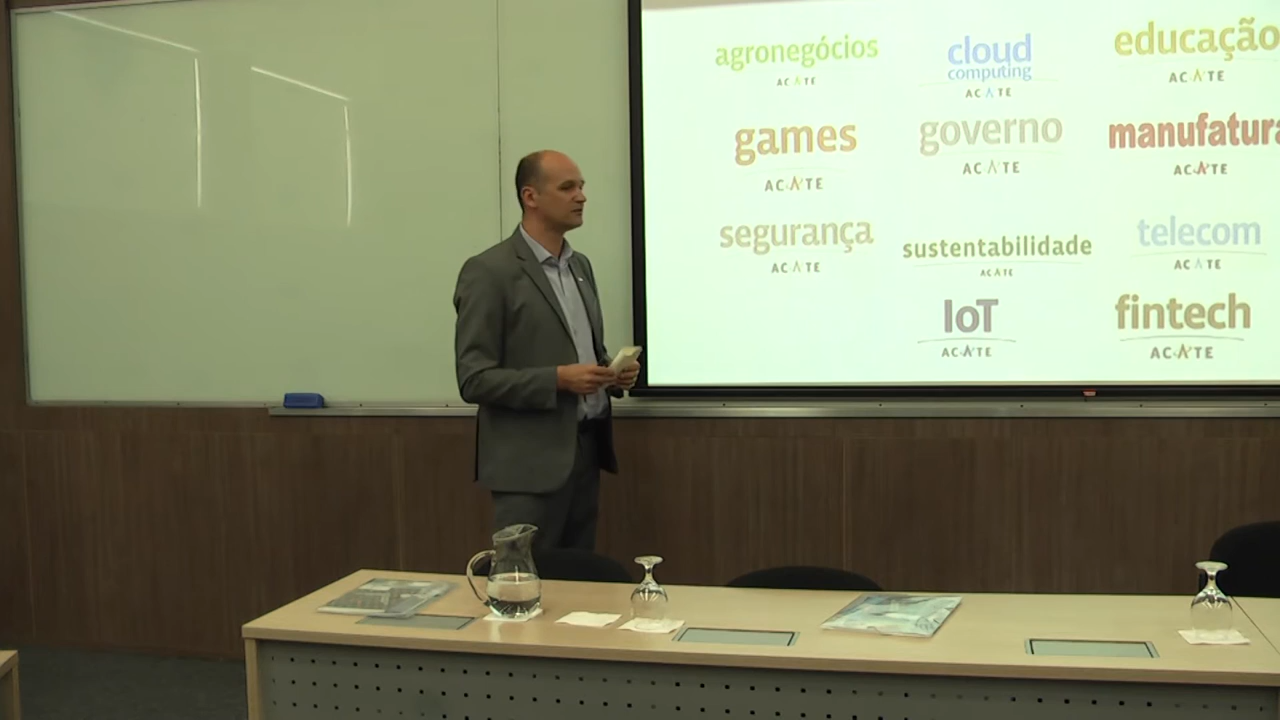 agronegócios
ACATE
cloud
computing
ACATE
educação
ACATE
games
ACATE
governo
ACATE
manufatura
ACATE
segurança
ACATE
sustentabilidade
ACATE
telecom
ACATE
IoT
ACATE
fintech
ACATE